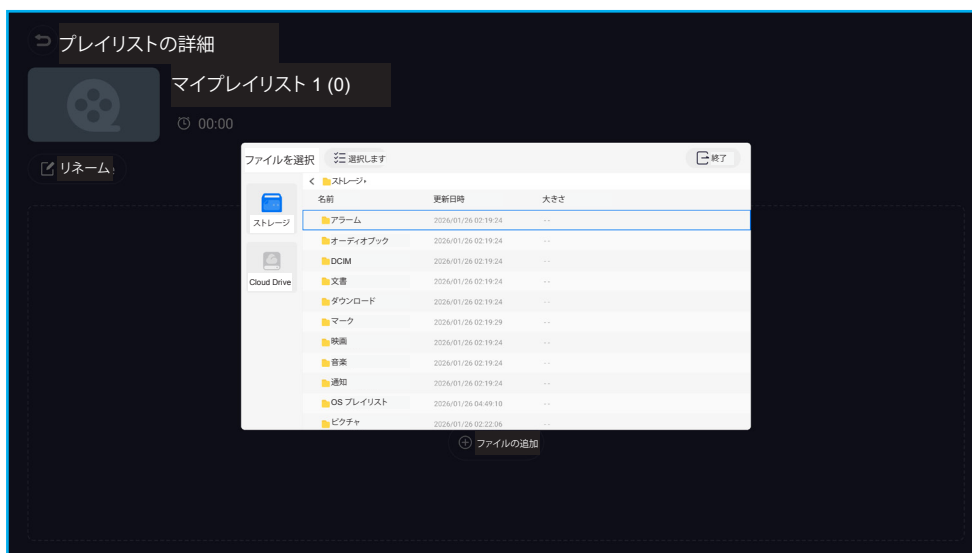 プレイリストの詳細
マイプレイリスト 1 (0)
00:00
リネーム
ファイルを選択 選択します 終了
ストレージ
名前 更新日時 大きさ
ストレージ
Cloud Drive
アラーム 2026/01/26 02:19:24 --
オーディオブック 2026/01/26 02:19:24 --
DCIM 2026/01/26 02:19:24 --
文書 2026/01/26 02:19:24 --
ダウンロード 2026/01/26 02:19:24 --
マーク 2026/01/26 02:19:29 --
映画 2026/01/26 02:19:24 --
音楽 2026/01/26 02:19:24 --
通知 2026/01/26 02:19:24 --
OS プレイリスト 2026/01/26 04:49:10 --
ピクチャ 2026/01/26 02:22:06 --
ファイルの追加